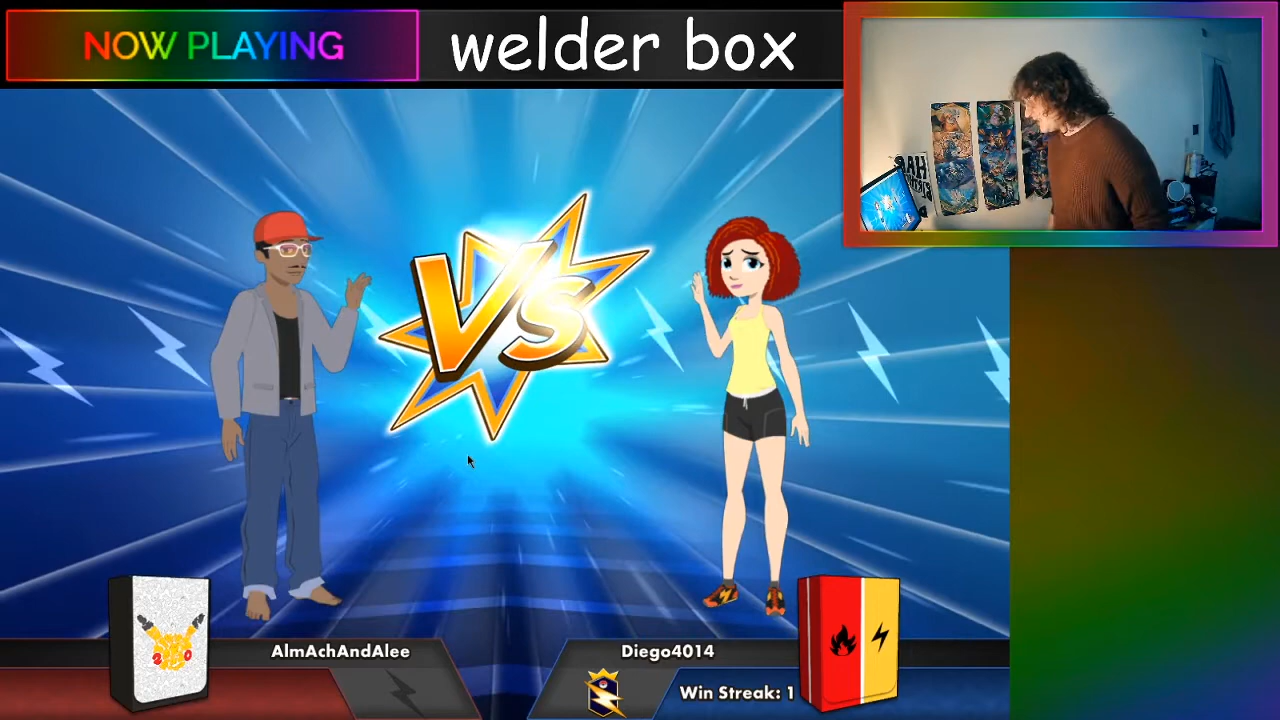 NOW PLAYING
welder box
VS
AlmAchAndAlee
Diego4014
Win Streak: 1